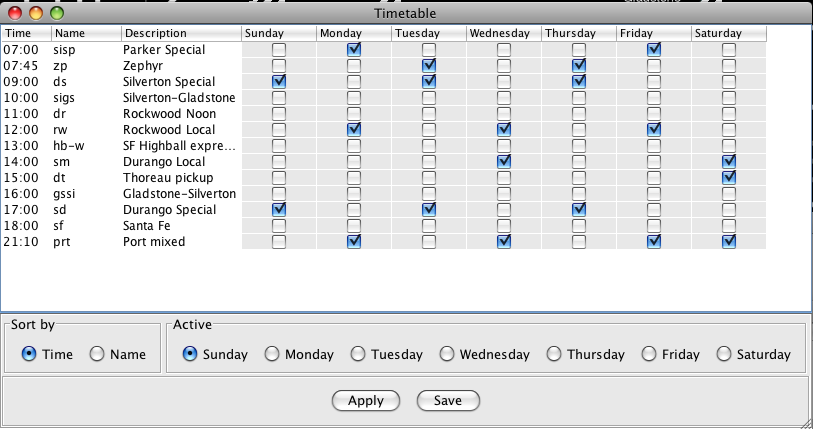 Timetable
Time Name Description Sunday Monday Tuesday Wednesday Thursday Friday Saturday
07:00 sisp Parker Special
07:45 zp Zephyr
09:00 ds Silverton Special
10:00 sigs Silverton-Gladstone
11:00 dr Rockwood Noon
12:00 rw Rockwood Local
13:00 hb-w SF Highball expre...
14:00 sm Durango Local
15:00 dt Thoreau pickup
16:00 gssi Gladstone-Silverton
17:00 sd Durango Special
18:00 sf Santa Fe
21:10 prt Port mixed
Sort by Active
Time Name Sunday Monday Tuesday Wednesday Thursday Friday Saturday
Apply Save